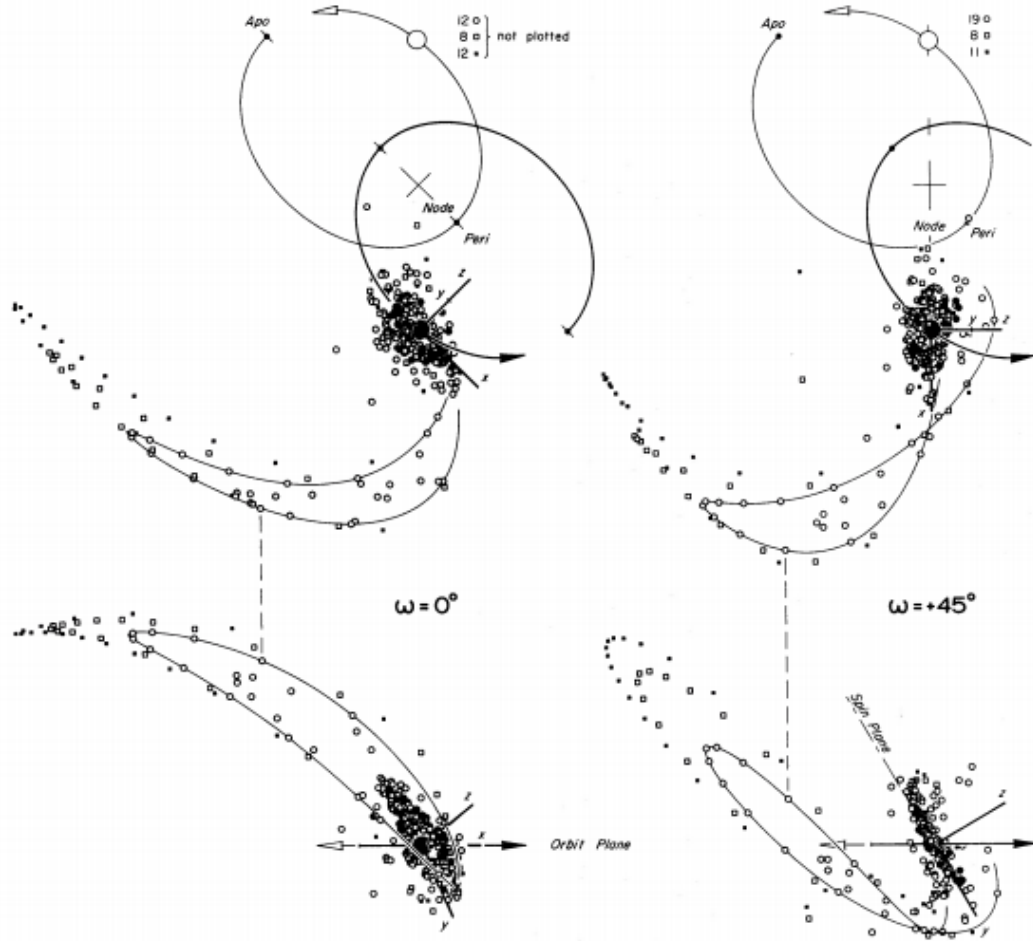 Apo
12 ○
8 □ not plotted
12 •
Node
Peri
z
y
x
ω = 0°
z
x
Orbit Plane
y
Apo
19 ○
8 □
11 •
Node
Peri
y
z
x
ω = +45°
Spin Plane
z
y